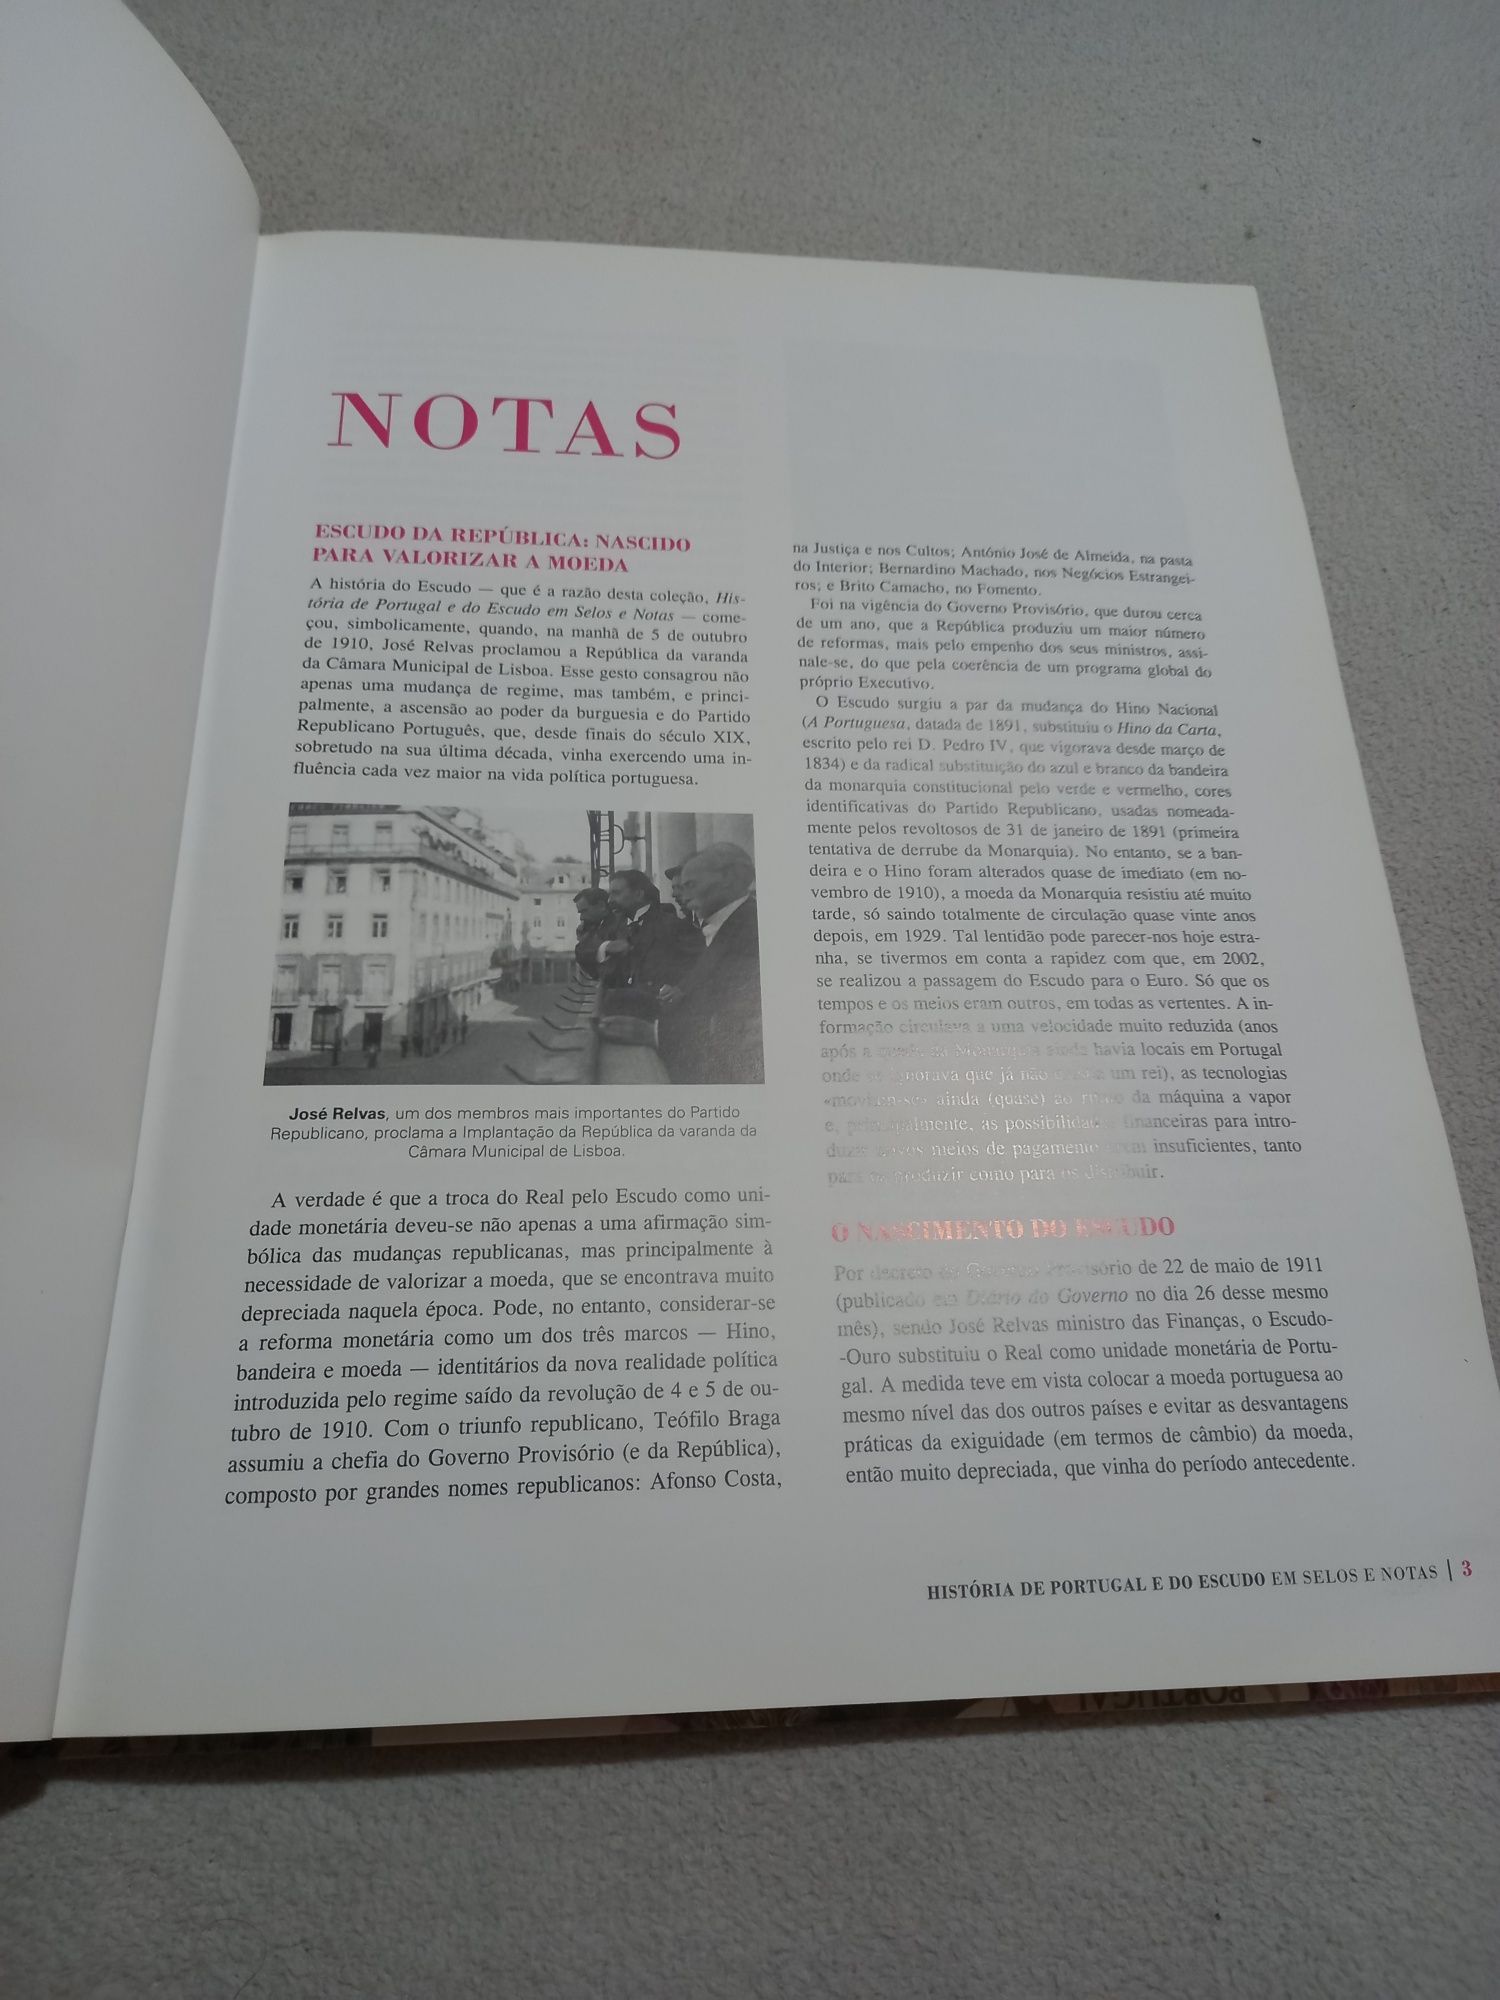 NOTAS
ESCUDO DA REPÚBLICA: NASCIDO
PARA VALORIZAR A MOEDA
A história do Escudo — que é a razão desta coleção, His-
tória de Portugal e do Escudo em Selos e Notas — come-
çou, simbolicamente, quando, na manhã de 5 de outubro
de 1910, José Relvas proclamou a República da varanda
da Câmara Municipal de Lisboa. Esse gesto consagrou não
apenas uma mudança de regime, mas também, e princi-
palmente, a ascensão ao poder da burguesia e do Partido
Republicano Português, que, desde finais do século XIX,
sobretudo na sua última década, vinha exercendo uma in-
fluência cada vez maior na vida política portuguesa.
José Relvas, um dos membros mais importantes do Partido
Republicano, proclama a Implantação da República da varanda da
Câmara Municipal de Lisboa.
A verdade é que a troca do Real pelo Escudo como uni-
dade monetária deveu-se não apenas a uma afirmação sim-
bólica das mudanças republicanas, mas principalmente à
necessidade de valorizar a moeda, que se encontrava muito
depreciada naquela época. Pode, no entanto, considerar-se
a reforma monetária como um dos três marcos — Hino,
bandeira e moeda — identitários da nova realidade política
introduzida pelo regime saído da revolução de 4 e 5 de ou-
tubro de 1910. Com o triunfo republicano, Teófilo Braga
assumiu a chefia do Governo Provisório (e da República),
composto por grandes nomes republicanos: Afonso Costa,
na Justiça e nos Cultos; António José de Almeida, na pasta
do Interior; Bernardino Machado, nos Negócios Estrangei-
ros; e Brito Camacho, no Fomento.
Foi na vigência do Governo Provisório, que durou cerca
de um ano, que a República produziu um maior número
de reformas, mais pelo empenho dos seus ministros, assi-
nale-se, do que pela coerência de um programa global do
próprio Executivo.
O Escudo surgiu a par da mudança do Hino Nacional
(A Portuguesa, datada de 1891, substituiu o Hino da Carta,
escrito pelo rei D. Pedro IV, que vigorava desde março de
1834) e da radical substituição do azul e branco da bandeira
da monarquia constitucional pelo verde e vermelho, cores
identificativas do Partido Republicano, usadas nomeada-
mente pelos revoltosos de 31 de janeiro de 1891 (primeira
tentativa de derrube da Monarquia). No entanto, se a ban-
deira e o Hino foram alterados quase de imediato (em no-
vembro de 1910), a moeda da Monarquia resistiu até muito
tarde, só saindo totalmente de circulação quase vinte anos
depois, em 1929. Tal lentidão pode parecer-nos hoje estra-
nha, se tivermos em conta a rapidez com que, em 2002,
se realizou a passagem do Escudo para o Euro. Só que os
tempos e os meios eram outros, em todas as vertentes. A in-
formação circulava a uma velocidade muito reduzida (anos
após a queda da Monarquia ainda havia locais em Portugal
onde se ignorava que já não um rei), as tecnologias
«moviam-se» ainda (quase) ao ritmo da máquina a vapor
e, principalmente, as possibilidades financeiras para intro-
duzir novos meios de pagamento eram insuficientes, tanto
para os produzir como para os distribuir.
O NASCIMENTO DO ESCUDO
Por decreto do Governo Provisório de 22 de maio de 1911
(publicado em Diário do Governo no dia 26 desse mesmo
mês), sendo José Relvas ministro das Finanças, o Escudo-
-Ouro substituiu o Real como unidade monetária de Portu-
gal. A medida teve em vista colocar a moeda portuguesa ao
mesmo nível das dos outros países e evitar as desvantagens
práticas da exiguidade (em termos de câmbio) da moeda,
então muito depreciada, que vinha do período antecedente.
HISTÓRIA DE PORTUGAL E DO ESCUDO EM SELOS E NOTAS | 3
PORTUGAL